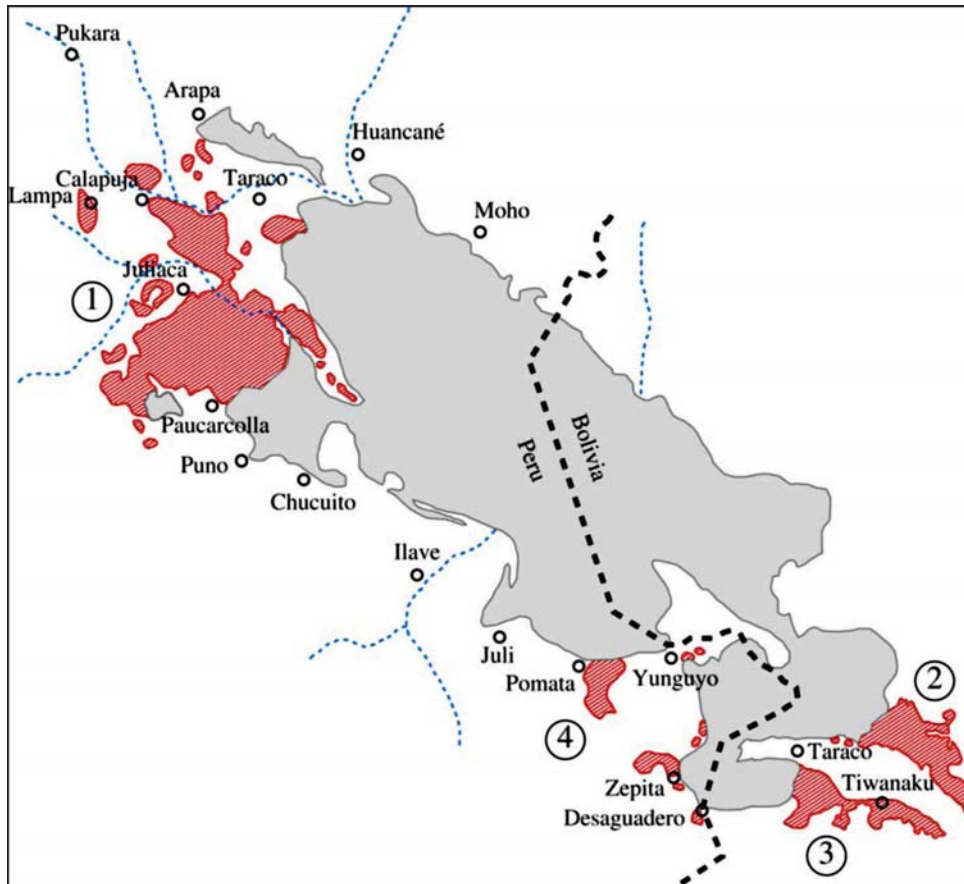 Pukara
Arapa
Huancané
Calapuja
Taraco
Lampa
Moho
Juliaca
1
Paucarcolla
Bolivia
Peru
Puno
Chucuito
Ilave
Juli
Pomata
Yunguyo
2
4
Taraco
Zepita
Tiwanaku
Desaguadero
3